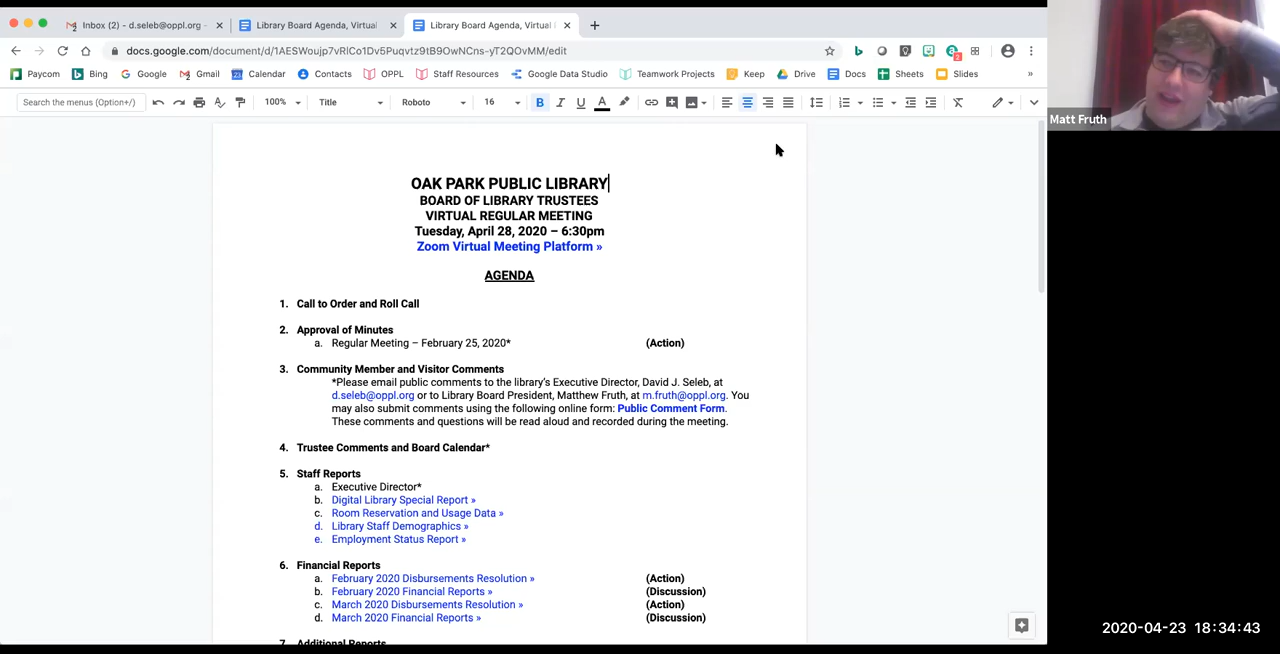 Inbox (2) - d.seleb@oppl.org -
Library Board Agenda, Virtual
Library Board Agenda, Virtual
docs.google.com/document/d/1AESWoujp7vRlCo1Dv5Puqvtz9tB9OwNCns-yT2QOvMM/edit
Paycom Bing Google Gmail Calendar Contacts OPPL Staff Resources Google Data Studio Teamwork Projects Keep Drive Docs Sheets Slides »
Search the menus (Option+/) 100% Title Roboto 16 B I U A
Matt Fruth
OAK PARK PUBLIC LIBRARY
BOARD OF LIBRARY TRUSTEES
VIRTUAL REGULAR MEETING
Tuesday, April 28, 2020 – 6:30pm
Zoom Virtual Meeting Platform »
AGENDA
1. Call to Order and Roll Call
2. Approval of Minutes
a. Regular Meeting – February 25, 2020* (Action)
3. Community Member and Visitor Comments
*Please email public comments to the library's Executive Director, David J. Seleb, at
d.seleb@oppl.org or to Library Board President, Matthew Fruth, at m.fruth@oppl.org. You
may also submit comments using the following online form: Public Comment Form.
These comments and questions will be read aloud and recorded during the meeting.
4. Trustee Comments and Board Calendar*
5. Staff Reports
a. Executive Director*
b. Digital Library Special Report »
c. Room Reservation and Usage Data »
d. Library Staff Demographics »
e. Employment Status Report »
6. Financial Reports
a. February 2020 Disbursements Resolution » (Action)
b. February 2020 Financial Reports » (Discussion)
c. March 2020 Disbursements Resolution » (Action)
d. March 2020 Financial Reports » (Discussion)
7. Additional Reports
2020-04-23 18:34:43